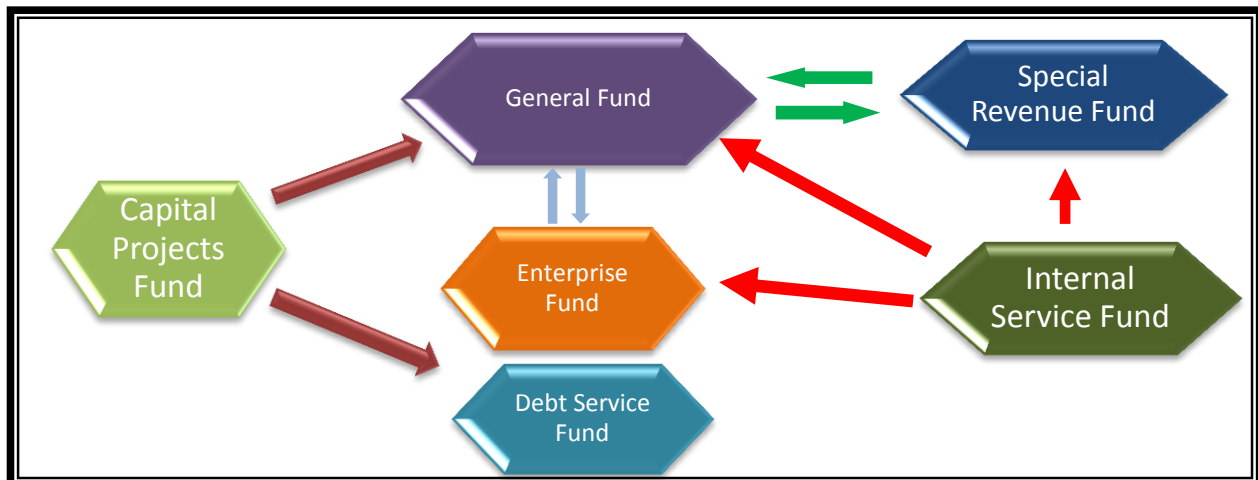 General Fund
Special
Revenue Fund
Capital
Projects
Fund
Enterprise
Fund
Internal
Service Fund
Debt Service
Fund